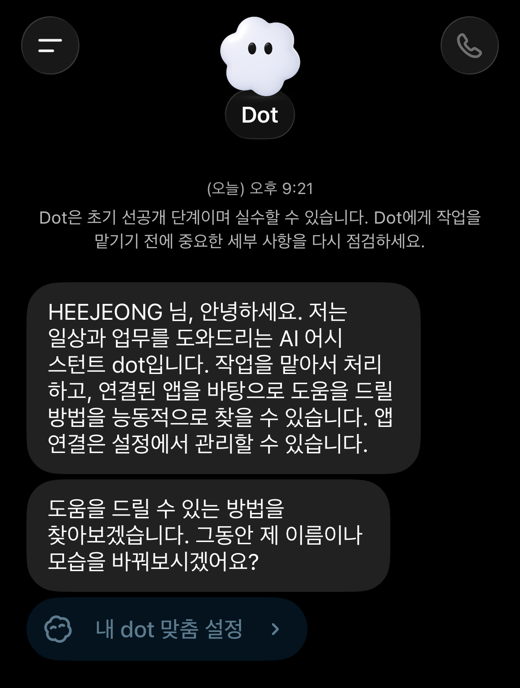 Dot
(오늘) 오후 9:21
Dot은 초기 선공개 단계이며 실수할 수 있습니다. Dot에게 작업을
맡기기 전에 중요한 세부 사항을 다시 점검하세요.
HEEJEONG 님, 안녕하세요. 저는
일상과 업무를 도와드리는 AI 어시
스턴트 dot입니다. 작업을 맡아서 처리
하고, 연결된 앱을 바탕으로 도움을 드릴
방법을 능동적으로 찾을 수 있습니다. 앱
연결은 설정에서 관리할 수 있습니다.
도움을 드릴 수 있는 방법을
찾아보겠습니다. 그동안 제 이름이나
모습을 바꿔보시겠어요?
내 dot 맞춤 설정